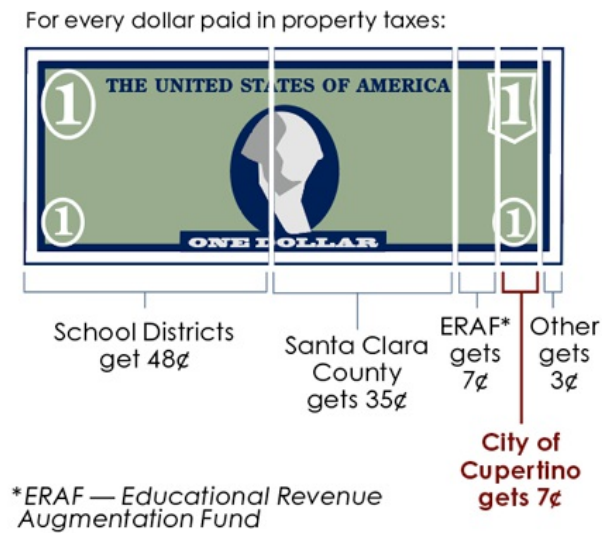 For every dollar paid in property taxes:
1
THE UNITED STATES OF AMERICA
1
1
ONE DOLLAR
1
School Districts
get 48¢
Santa Clara
County
gets 35¢
ERAF*
gets
7¢
Other
gets
3¢
City of
Cupertino
gets 7¢
*ERAF — Educational Revenue
Augmentation Fund